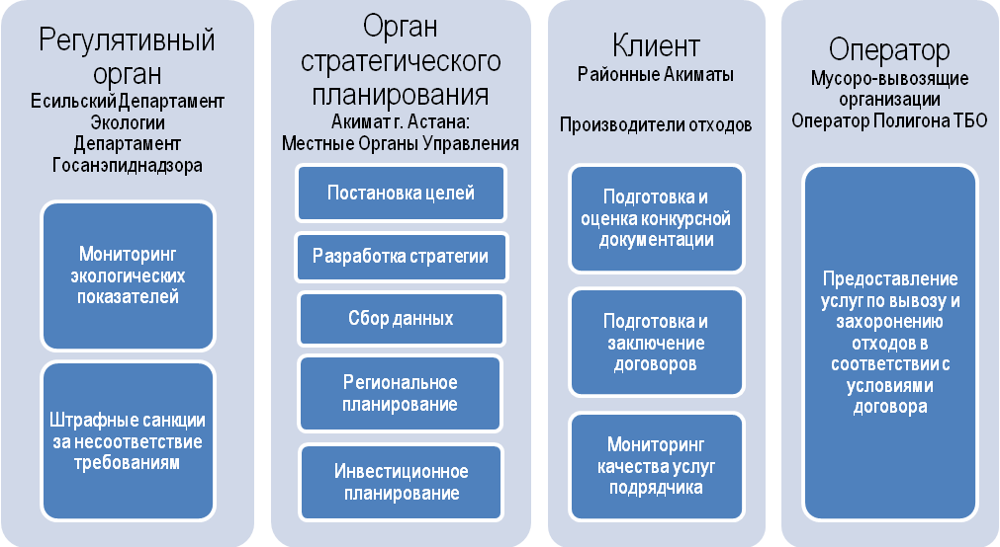 Регулятивный
орган
Есильский Департамент
Экологии
Департамент
Госанэпиднадзора
Мониторинг
экологических
показателей
Штрафные санкции
за несоответствие
требованиям
Орган
стратегического
планирования
Акимат г. Астана:
Местные Органы Управления
Постановка целей
Разработка стратегии
Сбор данных
Региональное
планирование
Инвестиционное
планирование
Клиент
Районные Акиматы
Производители отходов
Подготовка и
оценка конкурсной
документации
Подготовка и
заключение
договоров
Мониторинг
качества услуг
подрядчика
Оператор
Мусоро-вывозящие
организации
Оператор Полигона ТБО
Предоставление
услуг по вывозу и
захоронению
отходов в
соответствии с
условиями
договора